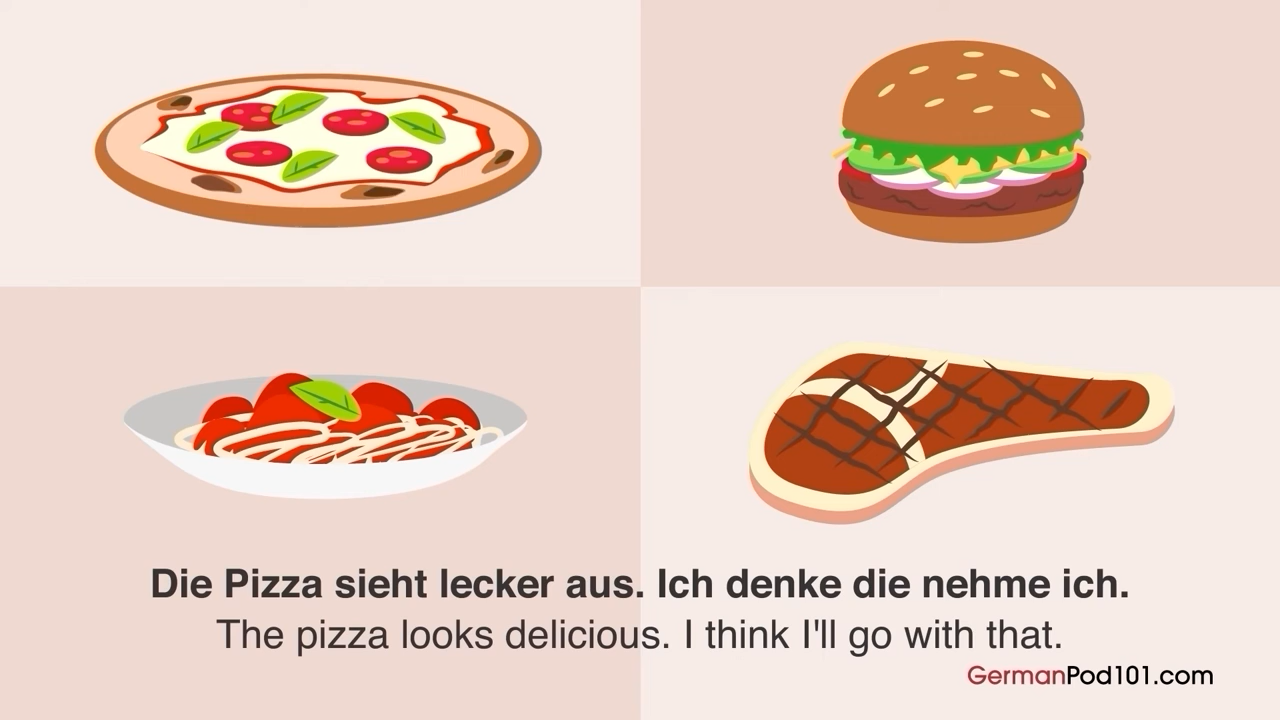 Die Pizza sieht lecker aus. Ich denke die nehme ich.
The pizza looks delicious. I think I'll go with that.
GermanPod101.com